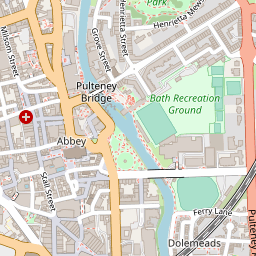 Park
Henrietta Mews
Henrietta Street
Grove Street
Milsom Street
Pulteney
Bridge
Bath Recreation
Ground
Abbey
Stall Street
Pulteney
Ferry Lane
Dolemeads